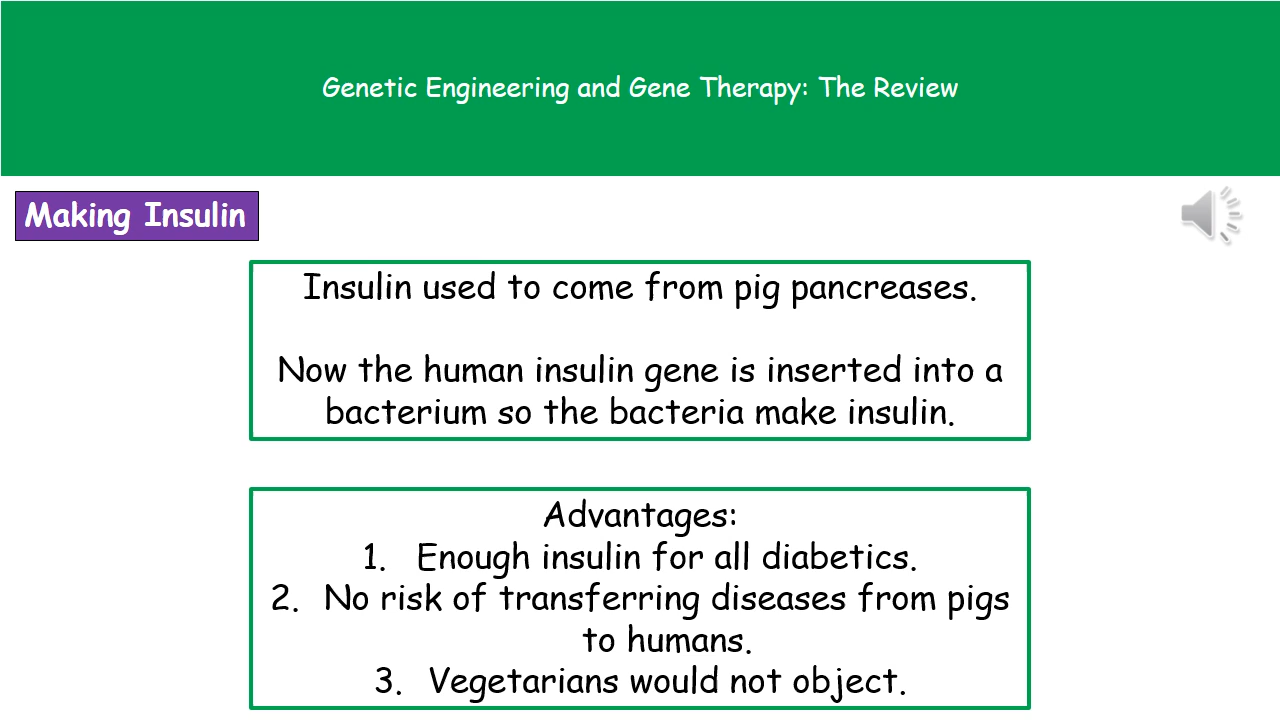 Genetic Engineering and Gene Therapy: The Review
Making Insulin
Insulin used to come from pig pancreases.
Now the human insulin gene is inserted into a
bacterium so the bacteria make insulin.
Advantages:
1. Enough insulin for all diabetics.
2. No risk of transferring diseases from pigs
to humans.
3. Vegetarians would not object.